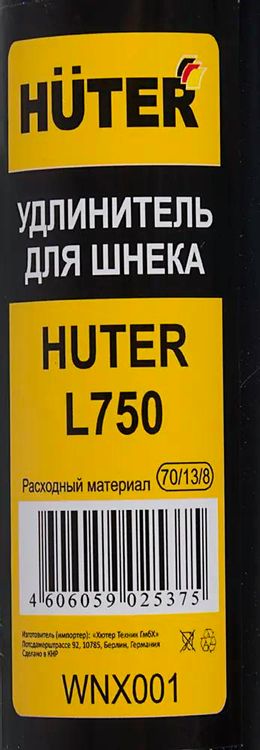 HÜTER
УДЛИНИТЕЛЬ
ДЛЯ ШНЕКА
HUTER
L750
Расходный материал 70/13/8
4 606059 025375
Изготовитель (импортер): «Хютер Техник ГмбХ»
Потсдамерштрассе 92, 10785, Берлин, Германия
Сделано в КНР
WNX001